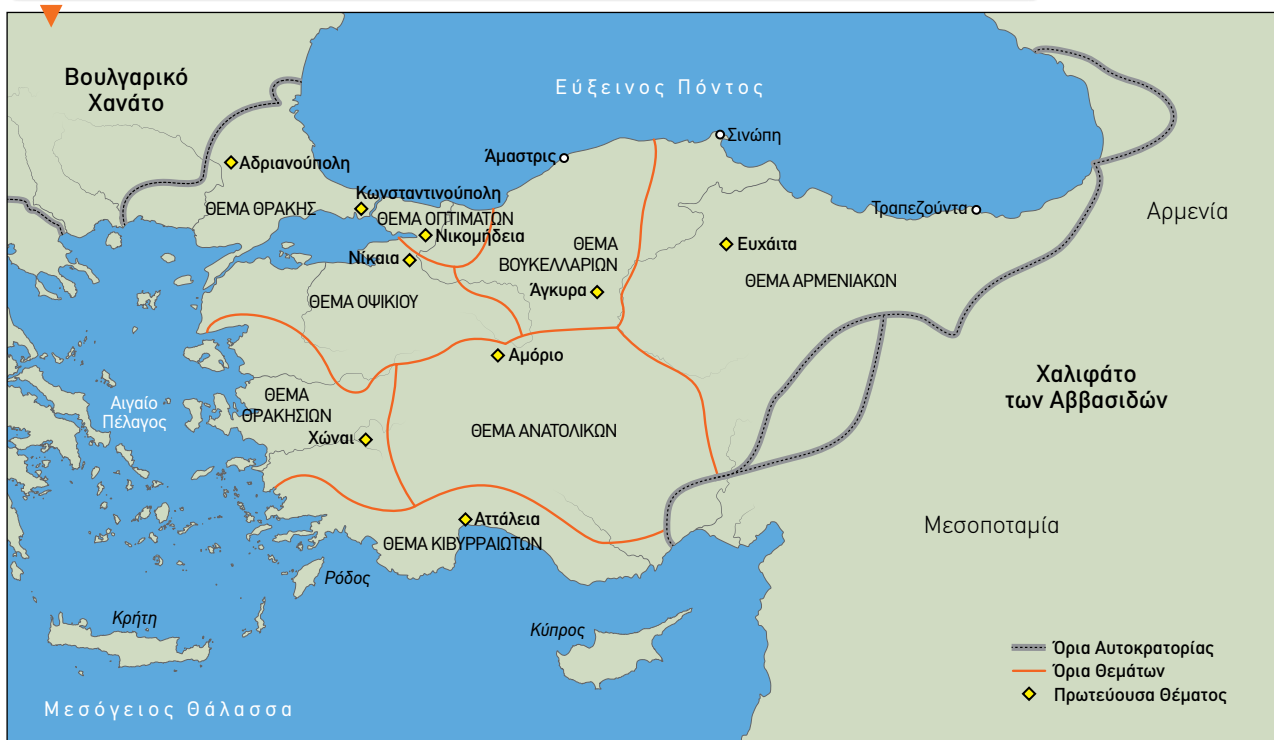 Βουλγαρικό
Χανάτο
Εύξεινος Πόντος
Σινώπη
Άμαστρις
Αδριανούπολη
Κωνσταντινούπολη
ΘΕΜΑ ΘΡΑΚΗΣ
ΘΕΜΑ ΟΠΤΙΜΑΤΩΝ
Τραπεζούντα
Αρμενία
Νικομήδεια
Ευχάιτα
Νίκαια
ΘΕΜΑ
ΒΟΥΚΕΛΛΑΡΙΩΝ
ΘΕΜΑ ΑΡΜΕΝΙΑΚΩΝ
Άγκυρα
ΘΕΜΑ ΟΨΙΚΙΟΥ
Αμόριο
Χαλιφάτο
των Αββασιδών
Αιγαίο
Πέλαγος
ΘΕΜΑ
ΘΡΑΚΗΣΙΩΝ
Χώναι
ΘΕΜΑ ΑΝΑΤΟΛΙΚΩΝ
Αττάλεια
ΘΕΜΑ ΚΙΒΥΡΡΑΙΩΤΩΝ
Μεσοποταμία
Ρόδος
Κρήτη
Κύπρος
Όρια Αυτοκρατορίας
Όρια Θεμάτων
Πρωτεύουσα Θέματος
Μεσόγειος Θάλασσα